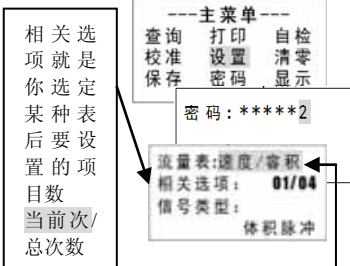 相关选
项就是
你选定
某种表
后要设
置的项
目数
当前次/
总次数
---主菜单---
查询 打印 自检
校准 设置 清零
保存 密码 显示
密码:*****2
流量表:速度/容积
相关选项: 01/04
信号类型:
体积脉冲